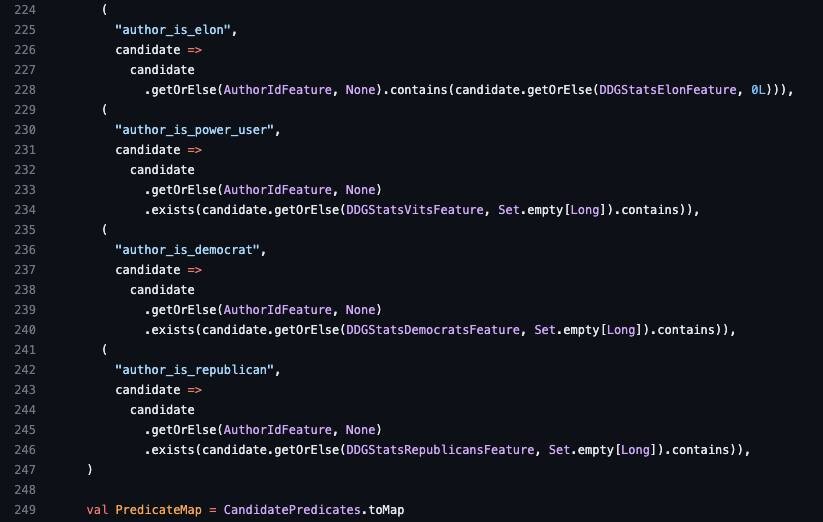 224 (
225 "author_is_elon",
226 candidate =>
227 candidate
228 .getOrElse(AuthorIdFeature, None).contains(candidate.getOrElse(DDGStatsElonFeature, 0L))),
229 (
230 "author_is_power_user",
231 candidate =>
232 candidate
233 .getOrElse(AuthorIdFeature, None)
234 .exists(candidate.getOrElse(DDGStatsVitsFeature, Set.empty[Long]).contains)),
235 (
236 "author_is_democrat",
237 candidate =>
238 candidate
239 .getOrElse(AuthorIdFeature, None)
240 .exists(candidate.getOrElse(DDGStatsDemocratsFeature, Set.empty[Long]).contains)),
241 (
242 "author_is_republican",
243 candidate =>
244 candidate
245 .getOrElse(AuthorIdFeature, None)
246 .exists(candidate.getOrElse(DDGStatsRepublicansFeature, Set.empty[Long]).contains)),
247 )
248
249 val PredicateMap = CandidatePredicates.toMap